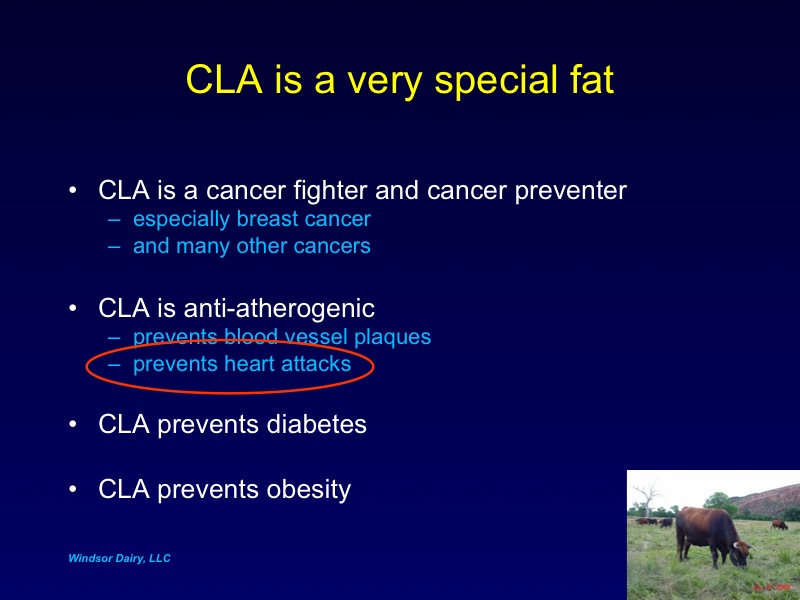 CLA is a very special fat
• CLA is a cancer fighter and cancer preventer
– especially breast cancer
– and many other cancers
• CLA is anti-atherogenic
– prevents blood vessel plaques
– prevents heart attacks
• CLA prevents diabetes
• CLA prevents obesity
Windsor Dairy, LLC